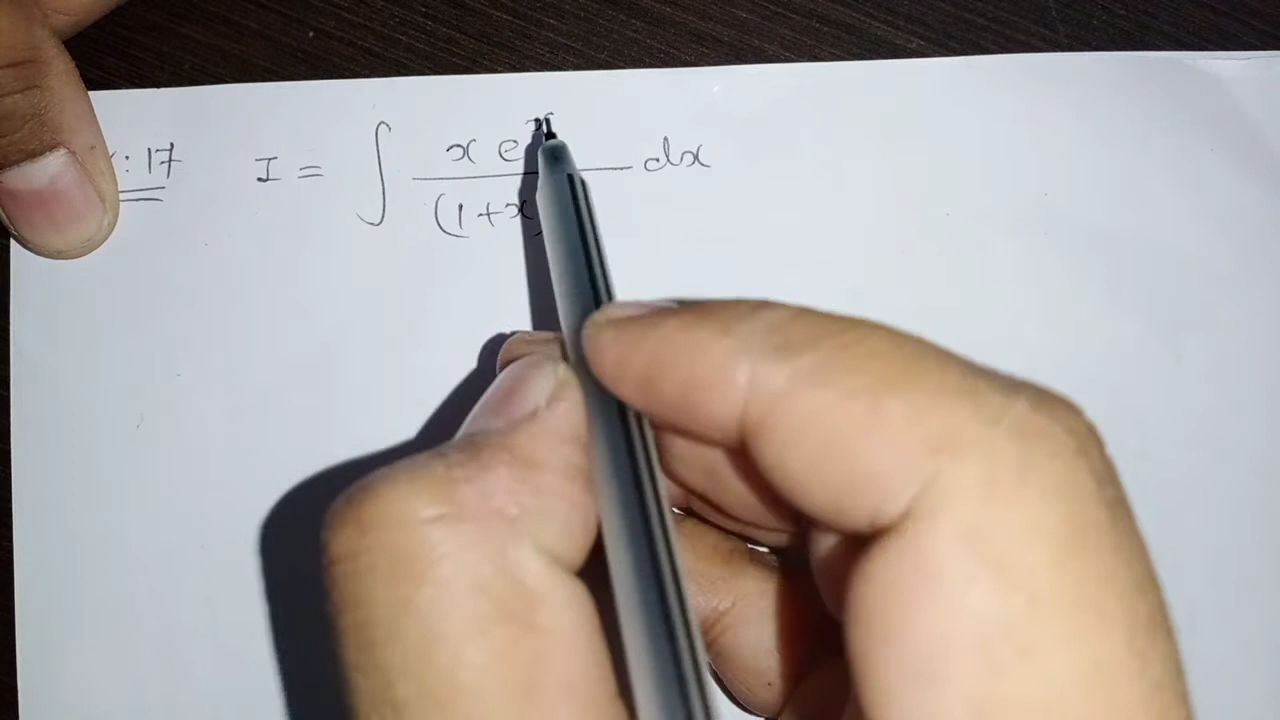 : 17 I = ∫ x e^x / (1+x) dx